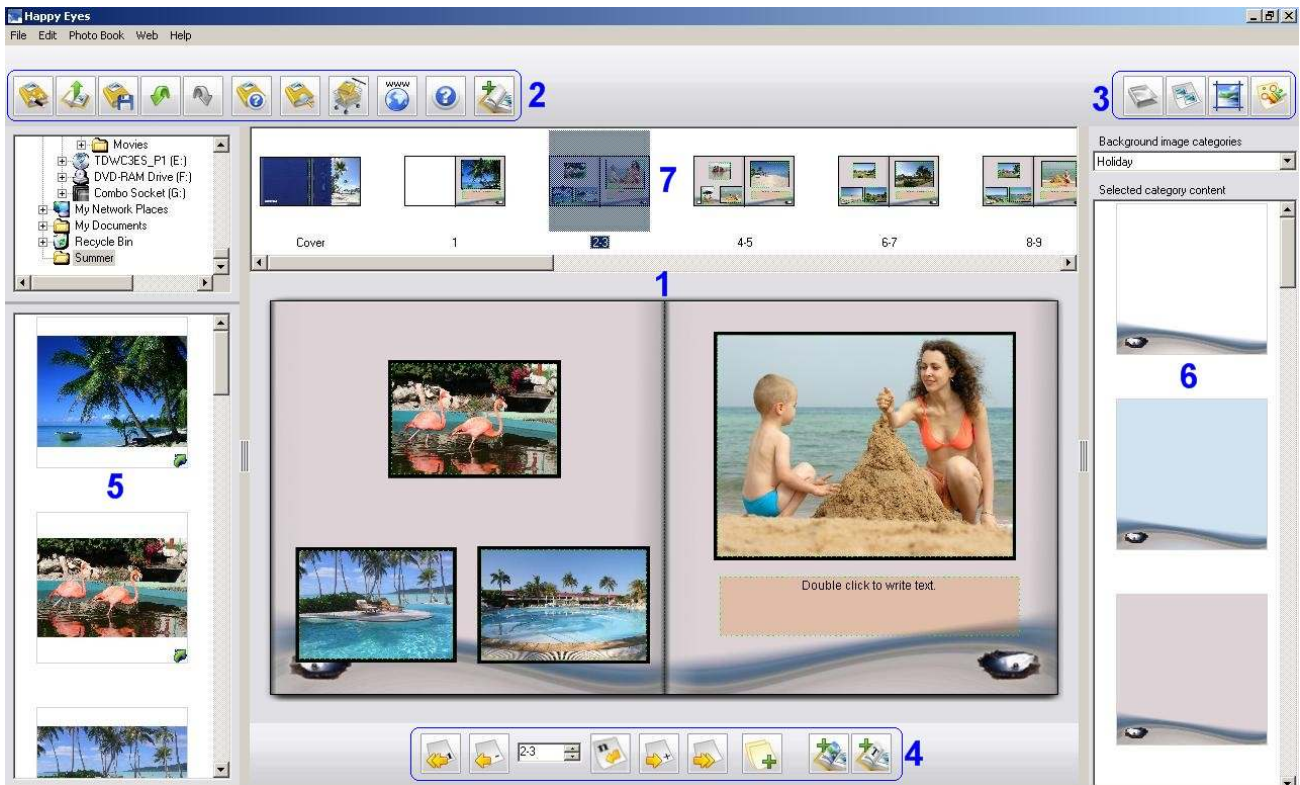 Happy Eyes
File Edit Photo Book Web Help
www
2
3
Movies
TDWC3ES_P1 (E:)
DVD-RAM Drive (F:)
Combo Socket (G:)
My Network Places
My Documents
Recycle Bin
Summer
7
Cover 1 2-3 4-5 6-7 8-9
Background image categories
Holiday
Selected category content
1
5
6
Double click to write text.
2-3
4